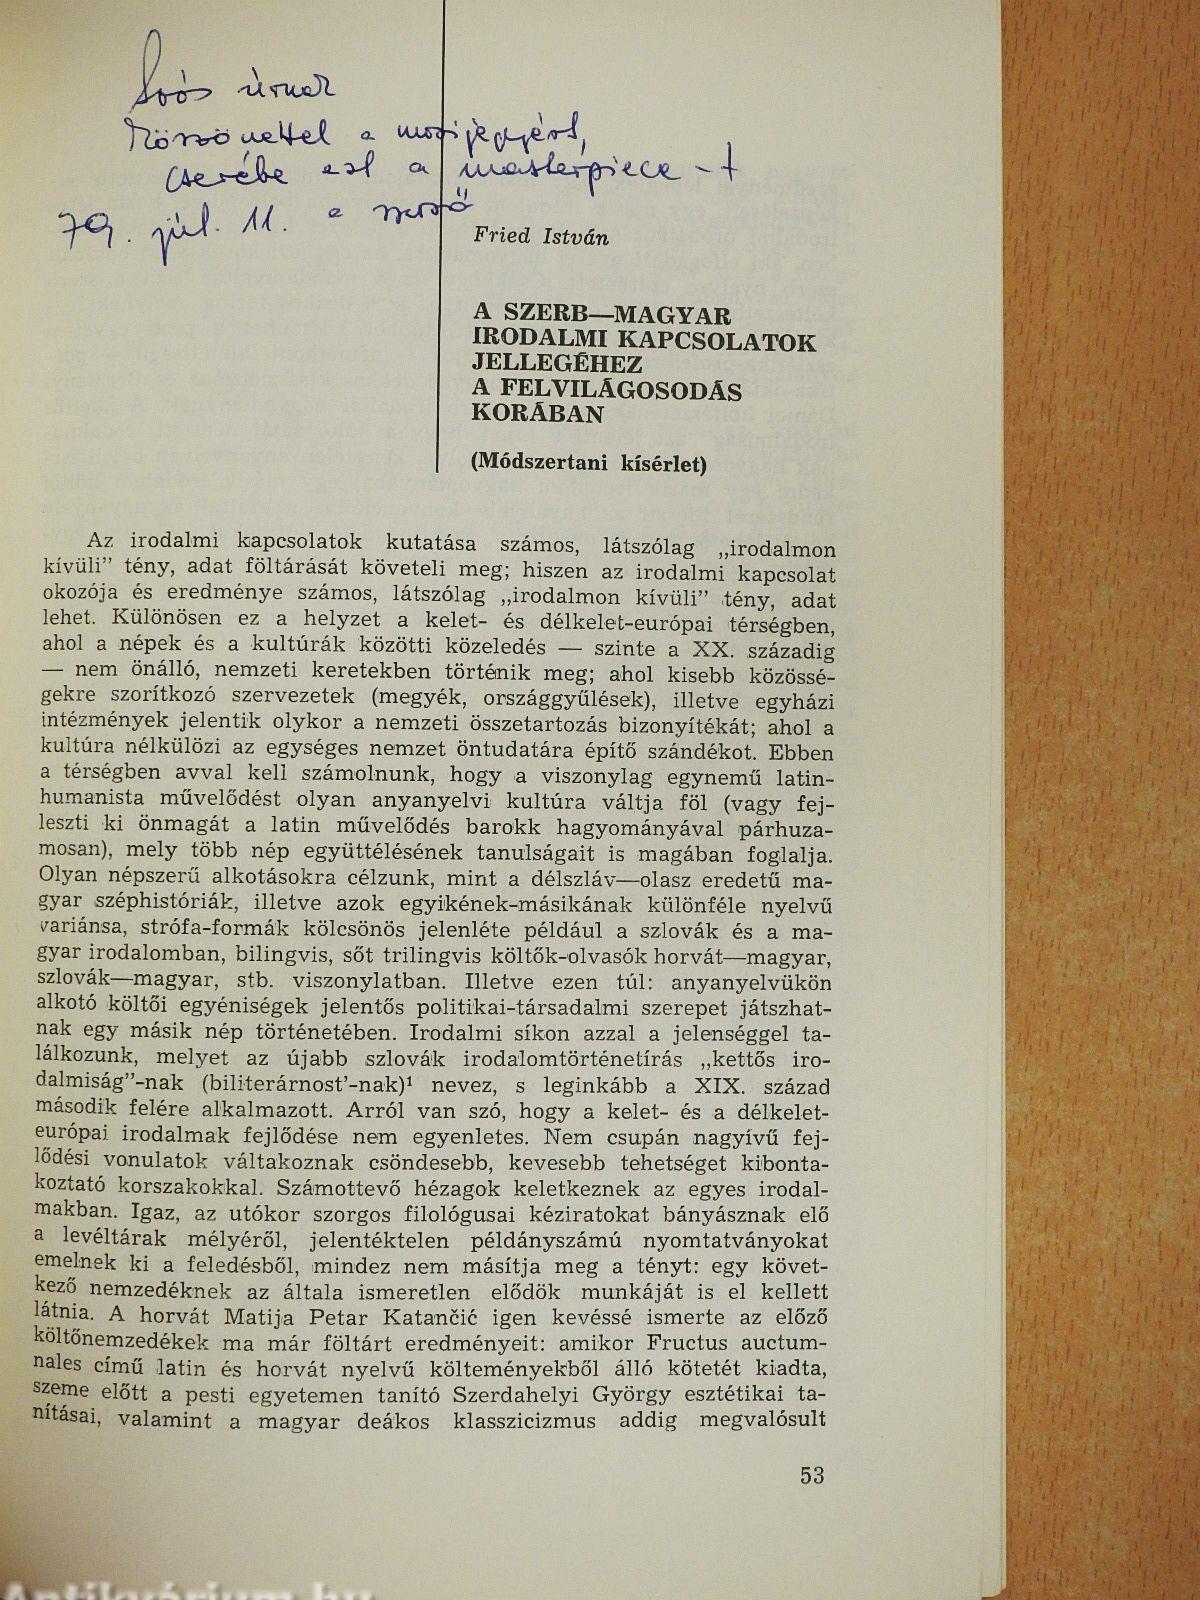 Soós úrnak
Köszönettel a mozijegyért,
cserébe ezt a masterpiece-t
79. júl. 11. a szerző
Fried István
A SZERB—MAGYAR
IRODALMI KAPCSOLATOK
JELLEGÉHEZ
A FELVILÁGOSODÁS
KORÁBAN
(Módszertani kísérlet)
Az irodalmi kapcsolatok kutatása számos, látszólag „irodalmon
kívüli” tény, adat föltárását követeli meg; hiszen az irodalmi kapcsolat
okozója és eredménye számos, látszólag „irodalmon kívüli” tény, adat
lehet. Különösen ez a helyzet a kelet- és délkelet-európai térségben,
ahol a népek és a kultúrák közötti közeledés — szinte a XX. századig
— nem önálló, nemzeti keretekben történik meg; ahol kisebb közössé-
gekre szorítkozó szervezetek (megyék, országgyűlések), illetve egyházi
intézmények jelentik olykor a nemzeti összetartozás bizonyítékát; ahol a
kultúra nélkülözi az egységes nemzet öntudatára építő szándékot. Ebben
a térségben avval kell számolnunk, hogy a viszonylag egynemű latin-
humanista művelődést olyan anyanyelvi kultúra váltja föl (vagy fej-
leszti ki önmagát a latin művelődés barokk hagyományával párhuza-
mosan), mely több nép együttélésének tanulságait is magában foglalja.
Olyan népszerű alkotásokra célzunk, mint a délszláv—olasz eredetű ma-
gyar széphistóriák, illetve azok egyikének-másikának különféle nyelvű
variánsa, strófa-formák kölcsönös jelenléte például a szlovák és a ma-
gyar irodalomban, bilingvis, sőt trilingvis költők-olvasók horvát—magyar,
szlovák—magyar, stb. viszonylatban. Illetve ezen túl: anyanyelvükön
alkotó költői egyéniségek jelentős politikai-társadalmi szerepet játszhat-
nak egy másik nép történetében. Irodalmi síkon azzal a jelenséggel ta-
lálkozunk, melyet az újabb szlovák irodalomtörténetírás „kettős iro-
dalmiság”-nak (biliterárnost’-nak)¹ nevez, s leginkább a XIX. század
második felére alkalmazott. Arról van szó, hogy a kelet- és a délkelet-
európai irodalmak fejlődése nem egyenletes. Nem csupán nagyívű fej-
lődési vonulatok váltakoznak csöndesebb, kevesebb tehetséget kibonta-
koztató korszakokkal. Számottevő hézagok keletkeznek az egyes irodal-
makban. Igaz, az utókor szorgos filológusai kéziratokat bányásznak elő
a levéltárak mélyéről, jelentéktelen példányszámú nyomtatványokat
emelnek ki a feledésből, mindez nem másítja meg a tényt: egy követ-
kező nemzedéknek az általa ismeretlen elődök munkáját is el kellett
látnia. A horvát Matija Petar Katančić igen kevéssé ismerte az előző
költőnemzedékek ma már föltárt eredményeit: amikor Fructus auctum-
nales című latin és horvát nyelvű költeményekből álló kötetét kiadta,
szeme előtt a pesti egyetemen tanító Szerdahelyi György esztétikai ta-
nításai, valamint a magyar deákos klasszicizmus addig megvalósult
53
Antikvárium.hu